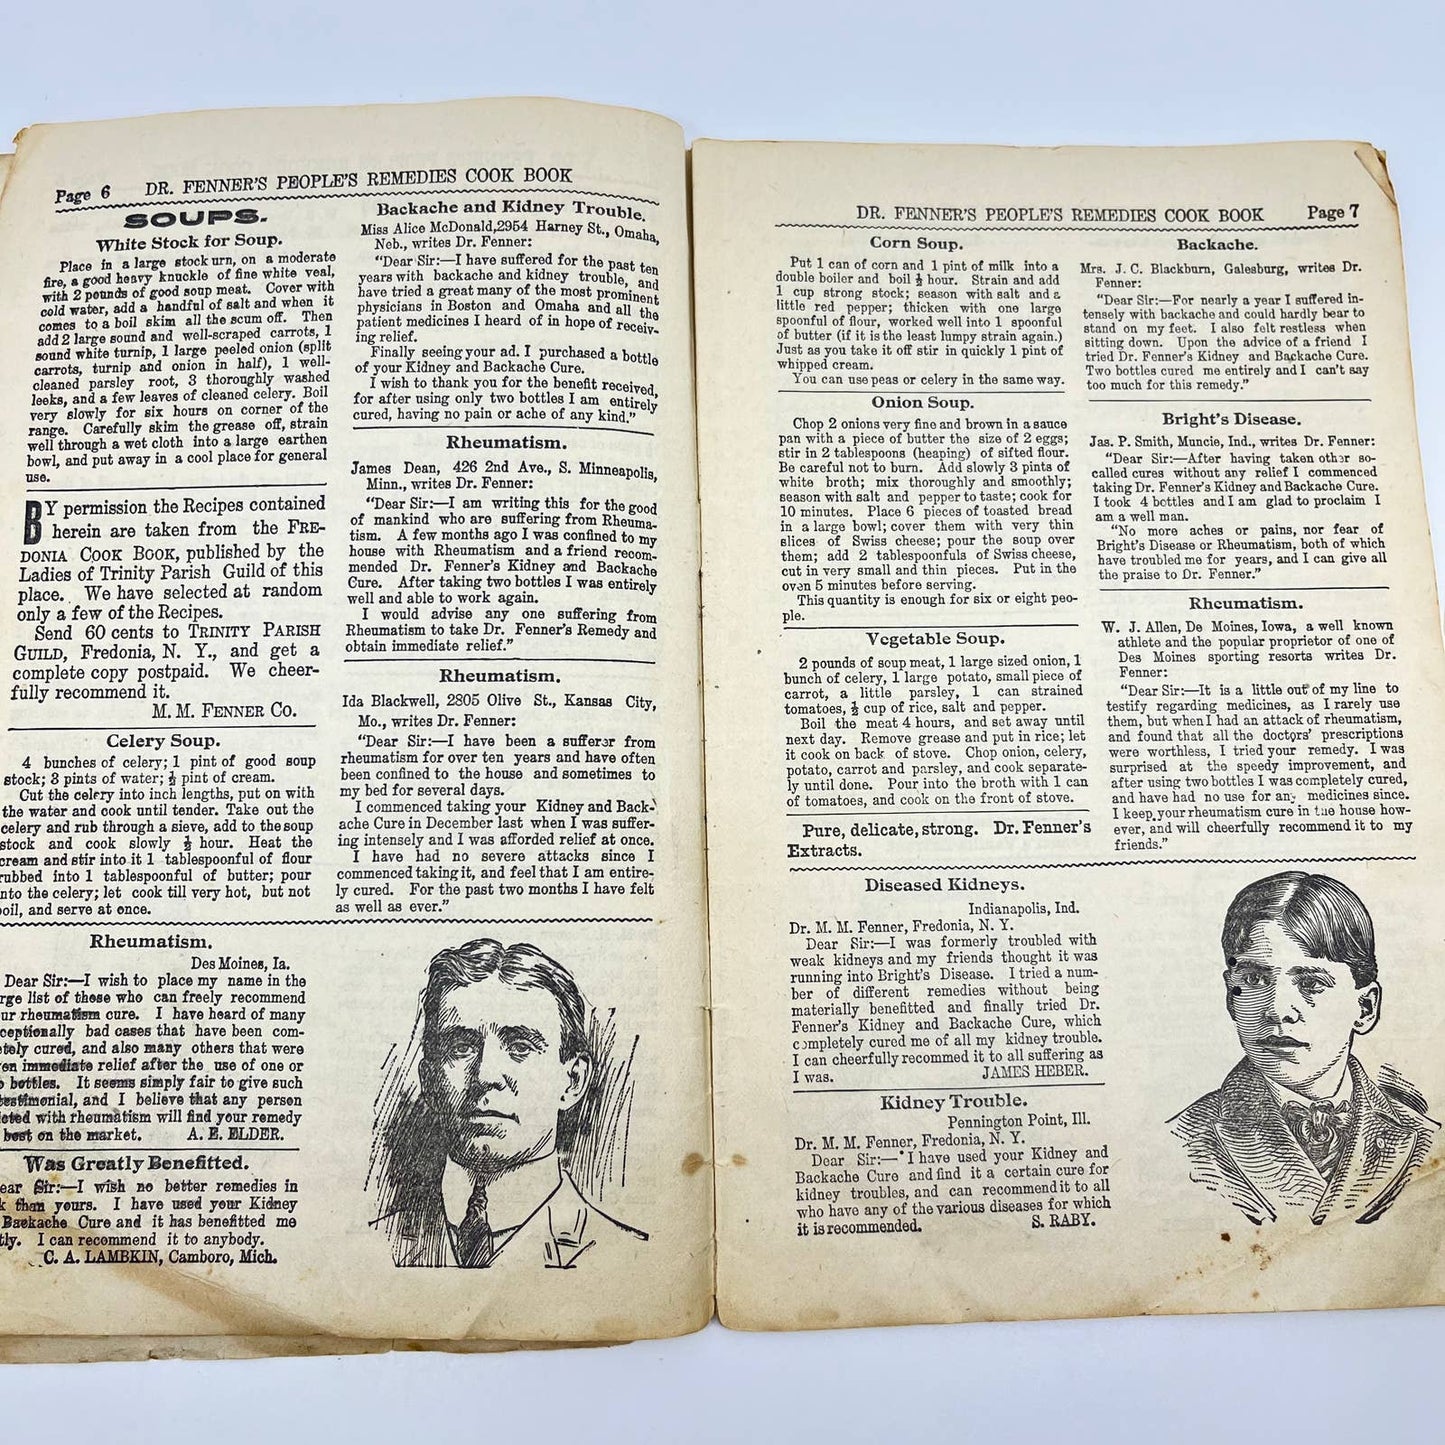 Page 6 DR. FENNER'S PEOPLE'S REMEDIES COOK BOOK
SOUPS.
White Stock for Soup.
Place in a large stock urn, on a moderate
fire, a good heavy knuckle of fine white veal,
with 2 pounds of good soup meat. Cover with
cold water, add a handful of salt and when it
comes to a boil skim all the scum off. Then
add 2 large sound and well-scraped carrots, 1
sound white turnip, 1 large peeled onion (split
carrots, turnip and onion in half), 1 well-
cleaned parsley root, 3 thoroughly washed
leeks, and a few leaves of cleaned celery. Boil
very slowly for six hours on corner of the
range. Carefully skim the grease off, strain
well through a wet cloth into a large earthen
bowl, and put away in a cool place for general
use.
BY permission the Recipes contained
herein are taken from the FRE-
DONIA COOK BOOK, published by the
Ladies of Trinity Parish Guild of this
place. We have selected at random
only a few of the Recipes.
Send 60 cents to TRINITY PARISH
GUILD, Fredonia, N. Y., and get a
complete copy postpaid. We cheer-
fully recommend it.
M. M. FENNER CO.
Celery Soup.
4 bunches of celery; 1 pint of good soup
stock; 3 pints of water; ½ pint of cream.
Cut the celery into inch lengths, put on with
the water and cook until tender. Take out the
celery and rub through a sieve, add to the soup
stock and cook slowly ½ hour. Heat the
cream and stir into it 1 tablespoonful of flour
rubbed into 1 tablespoonful of butter; pour
nto the celery; let cook till very hot, but not
oil, and serve at once.
Backache and Kidney Trouble.
Miss Alice McDonald, 2954 Harney St., Omaha,
Neb., writes Dr. Fenner:
"Dear Sir:—I have suffered for the past ten
years with backache and kidney trouble, and
have tried a great many of the most prominent
physicians in Boston and Omaha and all the
patient medicines I heard of in hope of receiv-
ing relief.
Finally seeing your ad. I purchased a bottle
of your Kidney and Backache Cure.
I wish to thank you for the benefit received,
for after using only two bottles I am entirely
cured, having no pain or ache of any kind."
Rheumatism.
James Dean, 426 2nd Ave., S. Minneapolis,
Minn., writes Dr. Fenner:
"Dear Sir:—I am writing this for the good
of mankind who are suffering from Rheuma-
tism. A few months ago I was confined to my
house with Rheumatism and a friend recom-
mended Dr. Fenner's Kidney and Backache
Cure. After taking two bottles I was entirely
well and able to work again.
I would advise any one suffering from
Rheumatism to take Dr. Fenner's Remedy and
obtain immediate relief."
Rheumatism.
Ida Blackwell, 2805 Olive St., Kansas City,
Mo., writes Dr. Fenner:
"Dear Sir:—I have been a sufferer from
rheumatism for over ten years and have often
been confined to the house and sometimes to
my bed for several days.
I commenced taking your Kidney and Back-
ache Cure in December last when I was suffer-
ing intensely and I was afforded relief at once.
I have had no severe attacks since I
commenced taking it, and feel that I am entire-
ly cured. For the past two months I have felt
as well as ever."
Rheumatism.
Des Moines, Ia.
Dear Sir:—I wish to place my name in the
rge list of those who can freely recommend
ur rheumatism cure. I have heard of many
ceptionally bad cases that have been com-
etely cured, and also many others that were
en immediate relief after the use of one or
o bottles. It seems simply fair to give such
testimonial, and I believe that any person
icted with rheumatism will find your remedy
best on the market. A. E. ELDER.
Was Greatly Benefitted.
ear Sir:—I wish no better remedies in
k than yours. I have used your Kidney
Backache Cure and it has benefitted me
tly. I can recommend it to anybody.
C. A. LAMBKIN, Camboro, Mich.
DR. FENNER'S PEOPLE'S REMEDIES COOK BOOK Page 7
Corn Soup.
Put 1 can of corn and 1 pint of milk into a
double boiler and boil ½ hour. Strain and add
1 cup strong stock; season with salt and a
little red pepper; thicken with one large
spoonful of flour, worked well into 1 spoonful
of butter (if it is the least lumpy strain again.)
Just as you take it off stir in quickly 1 pint of
whipped cream.
You can use peas or celery in the same way.
Onion Soup.
Chop 2 onions very fine and brown in a sauce
pan with a piece of butter the size of 2 eggs;
stir in 2 tablespoons (heaping) of sifted flour.
Be careful not to burn. Add slowly 3 pints of
white broth; mix thoroughly and smoothly;
season with salt and pepper to taste; cook for
10 minutes. Place 6 pieces of toasted bread
in a large bowl; cover them with very thin
slices of Swiss cheese; pour the soup over
them; add 2 tablespoonfuls of Swiss cheese,
cut in very small and thin pieces. Put in the
oven 5 minutes before serving.
This quantity is enough for six or eight peo-
ple.
Vegetable Soup.
2 pounds of soup meat, 1 large sized onion, 1
bunch of celery, 1 large potato, small piece of
carrot, a little parsley, 1 can strained
tomatoes, ½ cup of rice, salt and pepper.
Boil the meat 4 hours, and set away until
next day. Remove grease and put in rice; let
it cook on back of stove. Chop onion, celery,
potato, carrot and parsley, and cook separate-
ly until done. Pour into the broth with 1 can
of tomatoes, and cook on the front of stove.
Pure, delicate, strong. Dr. Fenner's
Extracts.
Backache.
Mrs. J. C. Blackburn, Galesburg, writes Dr.
Fenner:
"Dear Sir:—For nearly a year I suffered in-
tensely with backache and could hardly bear to
stand on my feet. I also felt restless when
sitting down. Upon the advice of a friend I
tried Dr. Fenner's Kidney and Backache Cure.
Two bottles cured me entirely and I can't say
too much for this remedy."
Bright's Disease.
Jas. P. Smith, Muncie, Ind., writes Dr. Fenner:
"Dear Sir:—After having taken other so-
called cures without any relief I commenced
taking Dr. Fenner's Kidney and Backache Cure.
I took 4 bottles and I am glad to proclaim I
am a well man.
"No more aches or pains, nor fear of
Bright's Disease or Rheumatism, both of which
have troubled me for years, and I can give all
the praise to Dr. Fenner."
Rheumatism.
W. J. Allen, De Moines, Iowa, a well known
athlete and the popular proprietor of one of
Des Moines sporting resorts writes Dr.
Fenner:
"Dear Sir:—It is a little out of my line to
testify regarding medicines, as I rarely use
them, but when I had an attack of rheumatism,
and found that all the doctors' prescriptions
were worthless, I tried your remedy. I was
surprised at the speedy improvement, and
after using two bottles I was completely cured,
and have had no use for any medicines since.
I keep your rheumatism cure in the house how-
ever, and will cheerfully recommend it to my
friends."
Diseased Kidneys.
Indianapolis, Ind.
Dr. M. M. Fenner, Fredonia, N. Y.
Dear Sir:—I was formerly troubled with
weak kidneys and my friends thought it was
running into Bright's Disease. I tried a num-
ber of different remedies without being
materially benefitted and finally tried Dr.
Fenner's Kidney and Backache Cure, which
completely cured me of all my kidney trouble.
I can cheerfully recommed it to all suffering as
I was. JAMES HEBER.
Kidney Trouble.
Pennington Point, Ill.
Dr. M. M. Fenner, Fredonia, N. Y.
Dear Sir:—I have used your Kidney and
Backache Cure and find it a certain cure for
kidney troubles, and can recommend it to all
who have any of the various diseases for which
it is recommended. S. RABY.